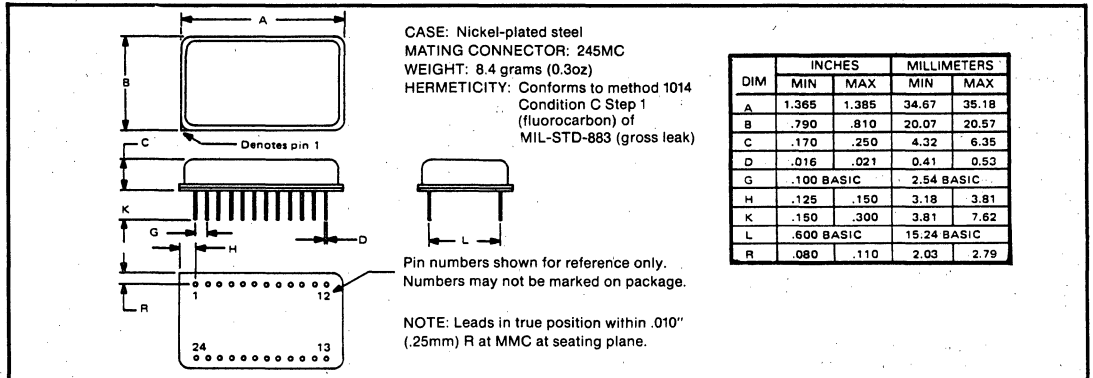 A
B
C
Denotes pin 1
K
G
H
D
L
R
1
12
24
13
CASE: Nickel-plated steel
MATING CONNECTOR: 245MC
WEIGHT: 8.4 grams (0.3oz)
HERMETICITY: Conforms to method 1014
Condition C Step 1
(fluorocarbon) of
MIL-STD-883 (gross leak)
Pin numbers shown for reference only.
Numbers may not be marked on package.
NOTE: Leads in true position within .010"
(.25mm) R at MMC at seating plane.
DIM INCHES MILLIMETERS
MIN MAX MIN MAX
A 1.365 1.385 34.67 35.18
B .790 .810 20.07 20.57
C .170 .250 4.32 6.35
D .016 .021 0.41 0.53
G .100 BASIC 2.54 BASIC
H .125 .150 3.18 3.81
K .150 .300 3.81 7.62
L .600 BASIC 15.24 BASIC
R .080 .110 2.03 2.79